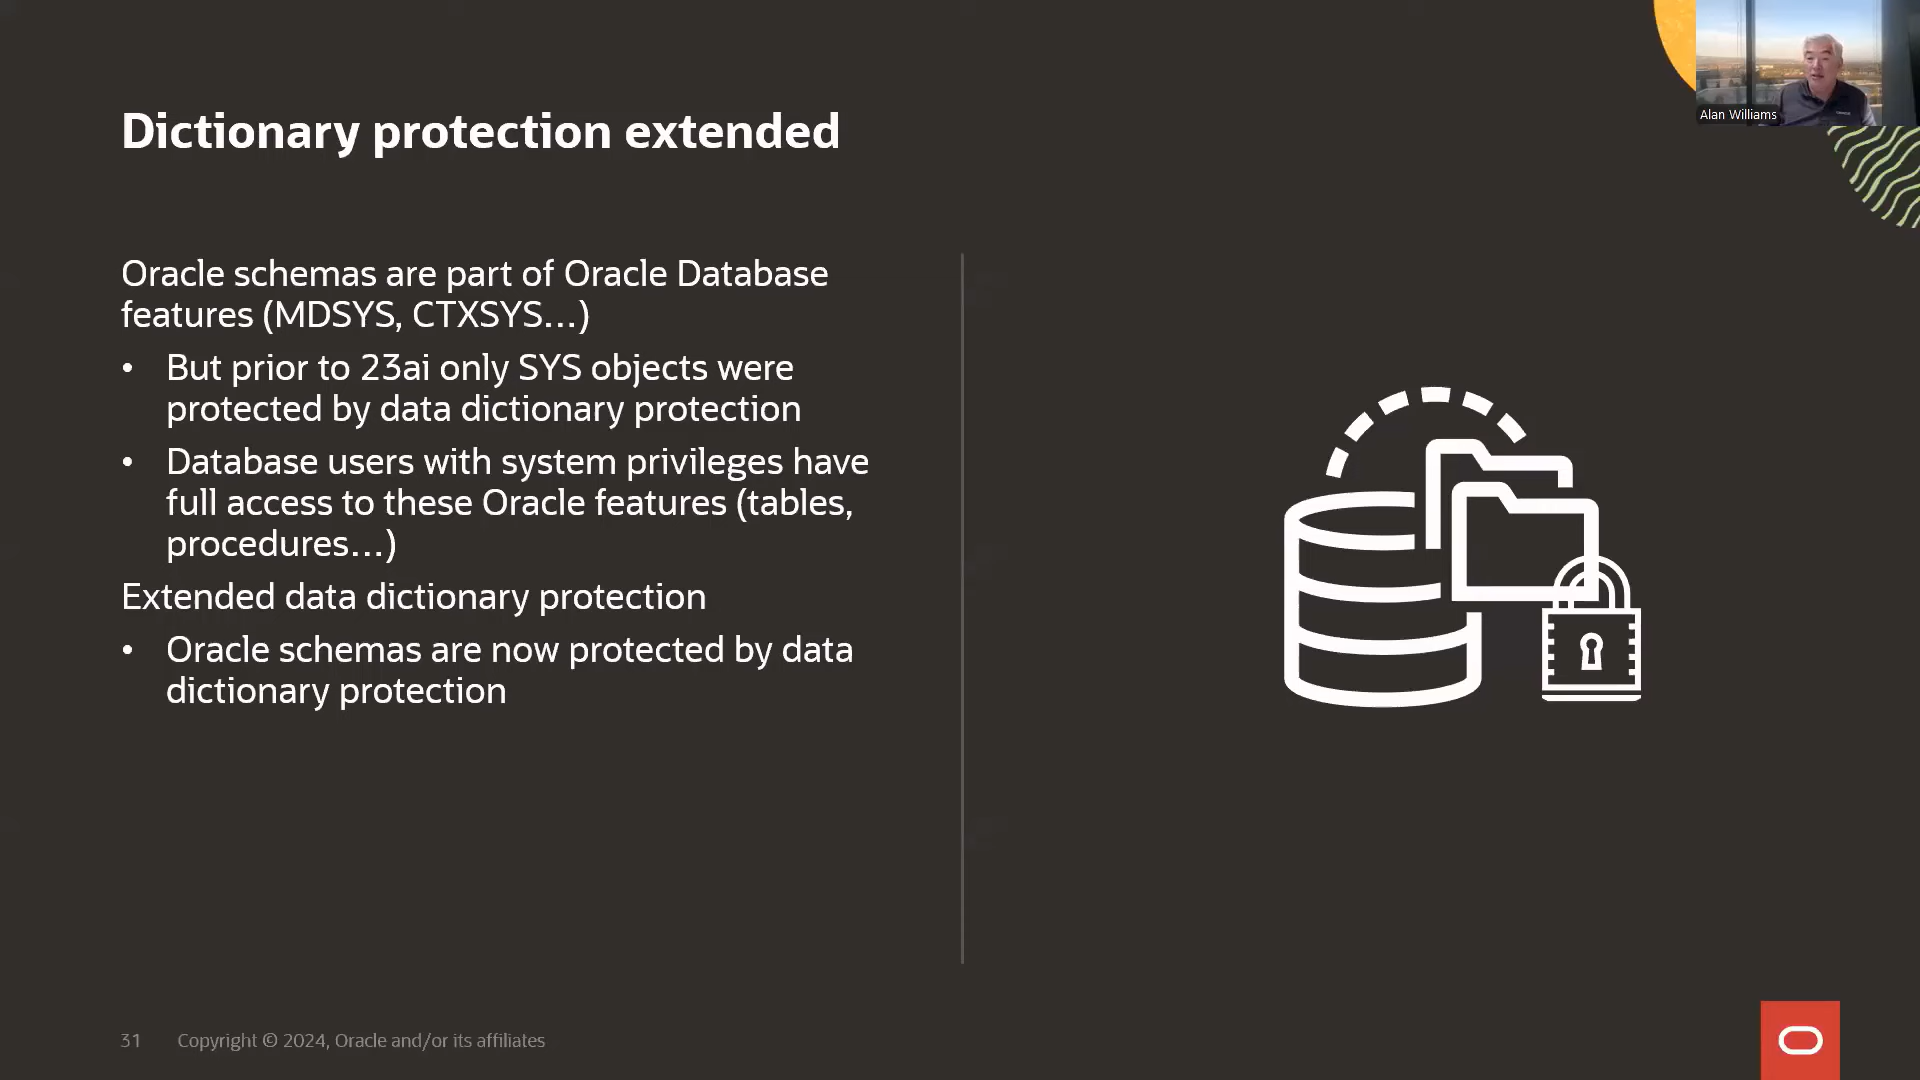 Alan Williams
Dictionary protection extended
Oracle schemas are part of Oracle Database
features (MDSYS, CTXSYS...)
• But prior to 23ai only SYS objects were
protected by data dictionary protection
• Database users with system privileges have
full access to these Oracle features (tables,
procedures...)
Extended data dictionary protection
• Oracle schemas are now protected by data
dictionary protection
31 Copyright © 2024, Oracle and/or its affiliates